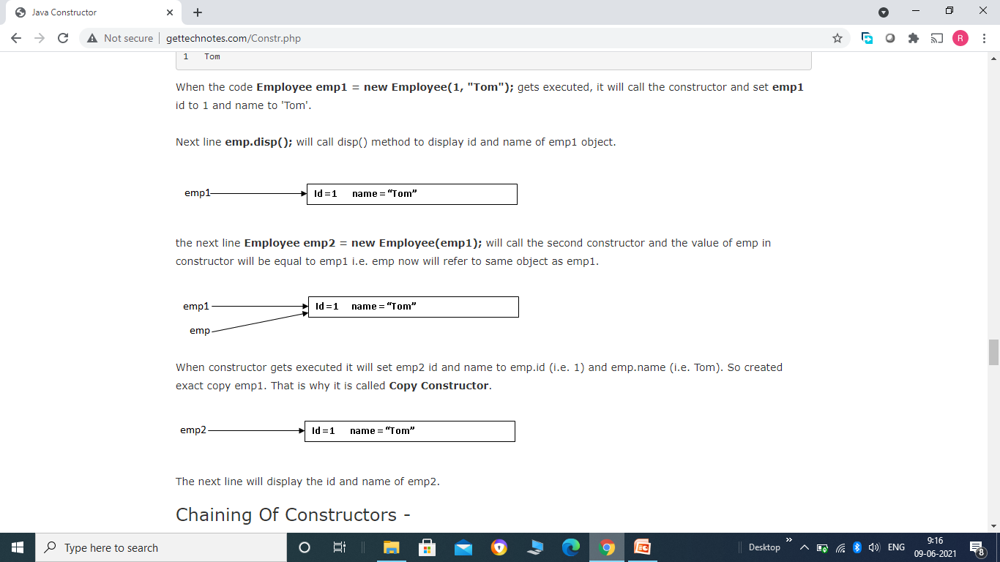 Java Constructor
Not secure
gettechnotes.com/Constr.php
R
1 Tom
When the code Employee emp1 = new Employee(1, "Tom"); gets executed, it will call the constructor and set emp1
id to 1 and name to 'Tom'.
Next line emp.disp(); will call disp() method to display id and name of emp1 object.
emp1 Id =1 name = “Tom”
the next line Employee emp2 = new Employee(emp1); will call the second constructor and the value of emp in
constructor will be equal to emp1 i.e. emp now will refer to same object as emp1.
emp1 Id =1 name = “Tom”
emp
When constructor gets executed it will set emp2 id and name to emp.id (i.e. 1) and emp.name (i.e. Tom). So created
exact copy emp1. That is why it is called Copy Constructor.
emp2 Id =1 name = “Tom”
The next line will display the id and name of emp2.
Chaining Of Constructors -
Type here to search
Desktop
ENG
9:16
09-06-2021
8